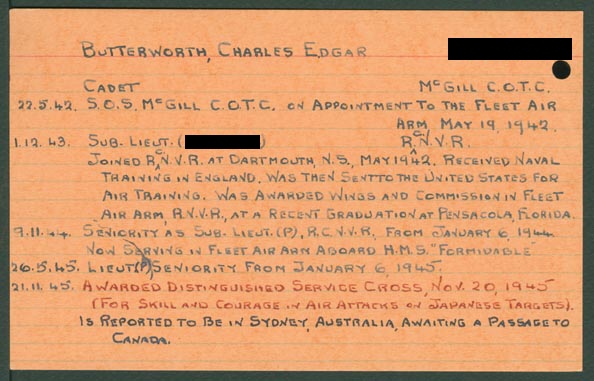 BUTTERWORTH, CHARLES EDGAR
CADET McGILL C.O.T.C.
22.5.42. S.O.S. McGILL C.O.T.C. ON APPOINTMENT TO THE FLEET AIR
ARM, MAY 19, 1942.
1.12.43. SUB-LIEUT. ( ) R.C.N.V.R.
JOINED R.C.N.V.R. AT DARTMOUTH, N.S., MAY 1942. RECEIVED NAVAL
TRAINING IN ENGLAND. WAS THEN SENT TO THE UNITED STATES FOR
AIR TRAINING. WAS AWARDED WINGS AND COMMISSION IN FLEET
AIR ARM, R.N.V.R., AT A RECENT GRADUATION AT PENSACOLA, FLORIDA.
9.11.44. SENIORITY AS SUB-LIEUT. (P), R.C.N.V.R. FROM JANUARY 6, 1944.
NOW SERVING IN FLEET AIR ARM ABOARD H.M.S. "FORMIDABLE"
26.5.45. LIEUT(P), SENIORITY FROM JANUARY 6, 1945.
21.11.45. AWARDED DISTINGUISHED SERVICE CROSS, NOV. 20, 1945
(FOR SKILL AND COURAGE IN AIR ATTACKS ON JAPANESE TARGETS).
IS REPORTED TO BE IN SYDNEY, AUSTRALIA, AWAITING A PASSAGE TO
CANADA.